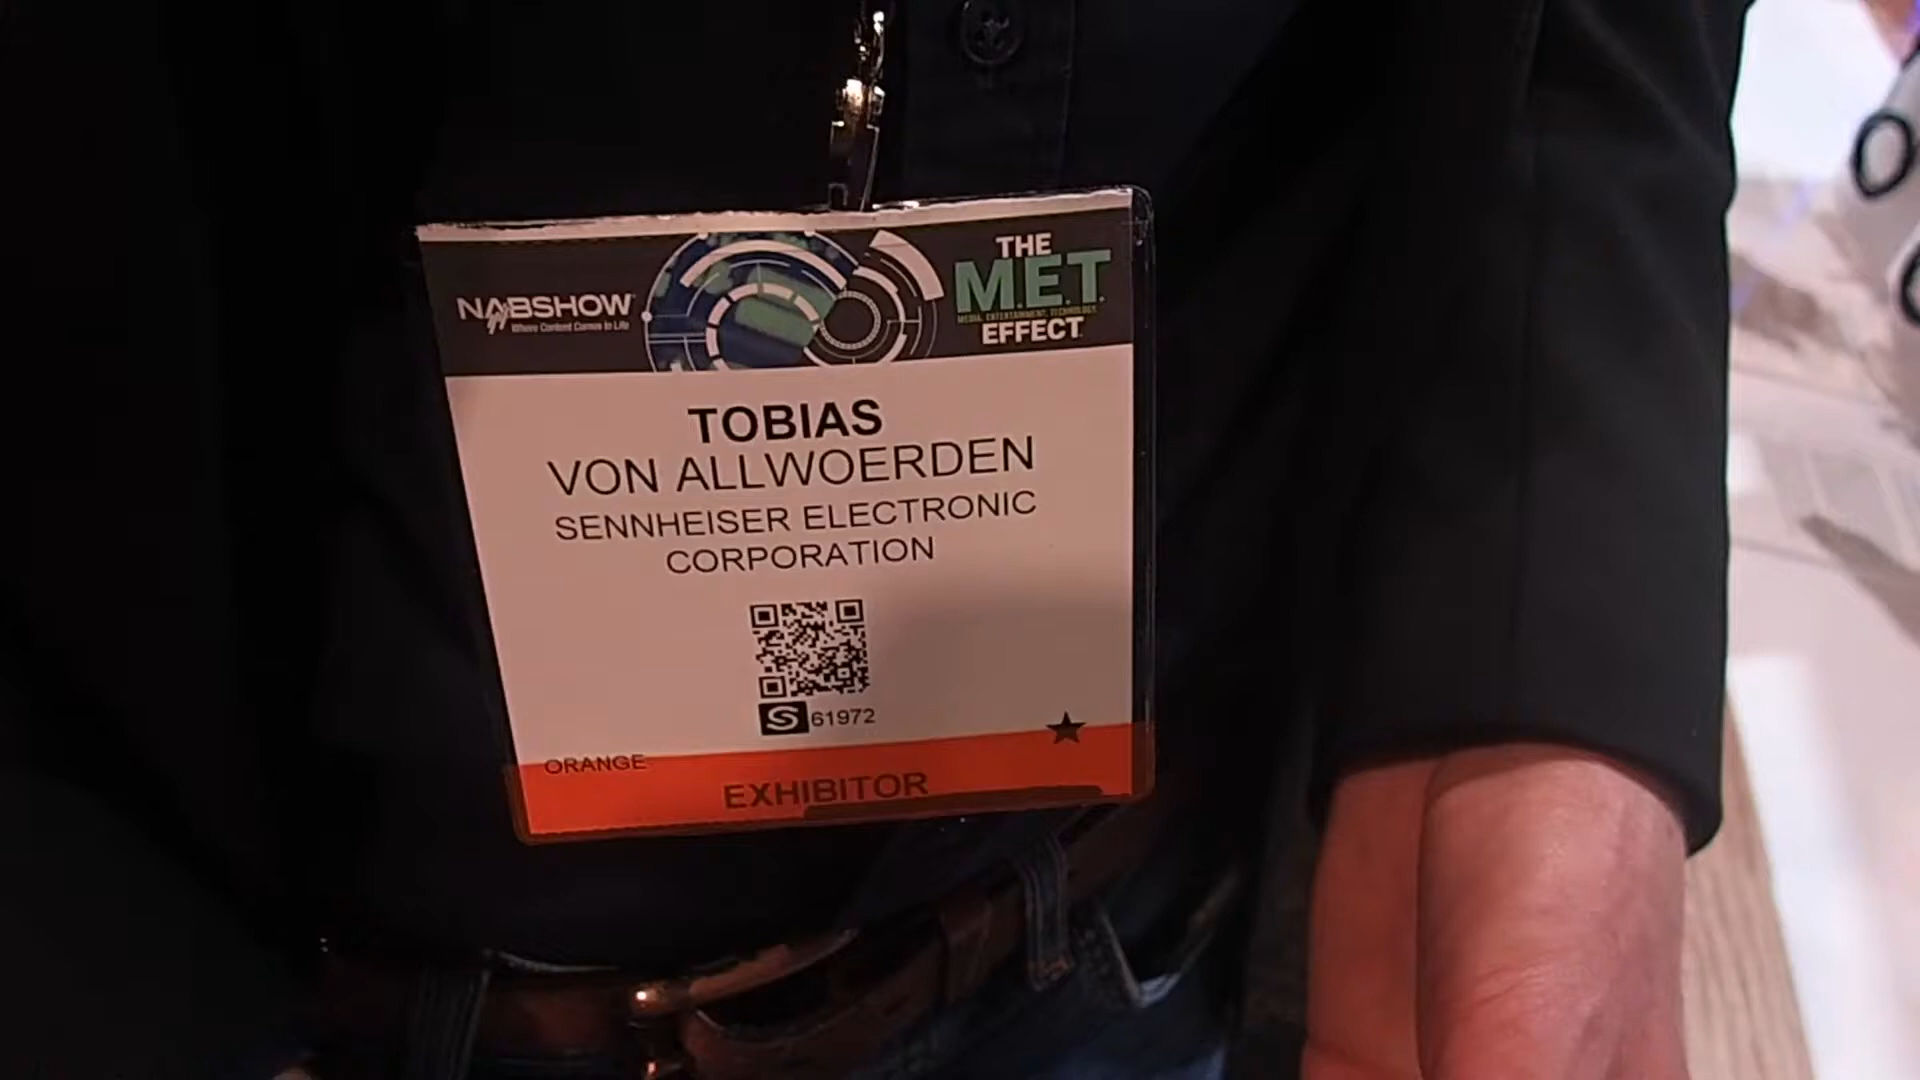 NABSHOW
Where Content Comes to Life
THE
M.E.T.
MEDIA. ENTERTAINMENT. TECHNOLOGY.
EFFECT
TOBIAS
VON ALLWOERDEN
SENNHEISER ELECTRONIC
CORPORATION
S 61972
ORANGE
EXHIBITOR